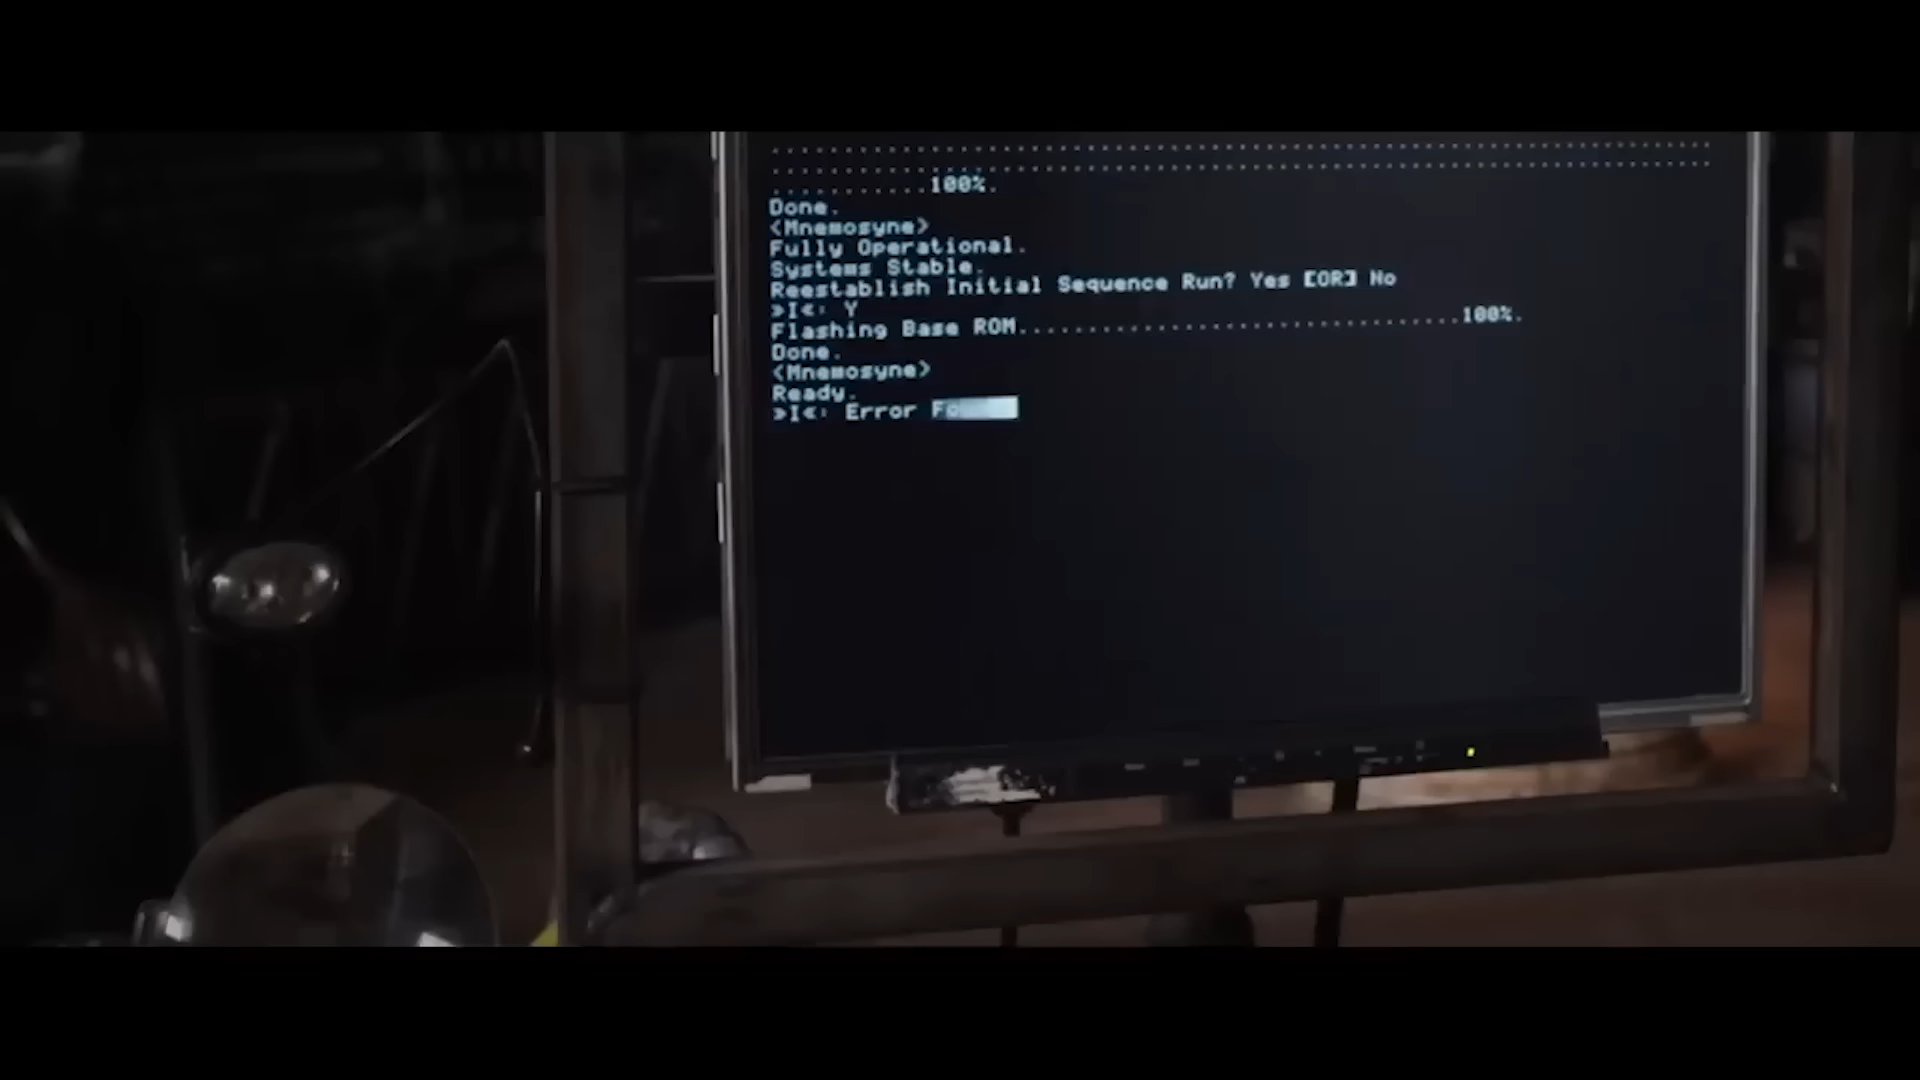 ...........100%.
Done.
<Mnemosyne>
Fully Operational.
Systems Stable.
Reestablish Initial Sequence Run? Yes [OR] No
»I«: Y
Flashing Base ROM..............................100%.
Done.
<Mnemosyne>
Ready.
»I«: Error